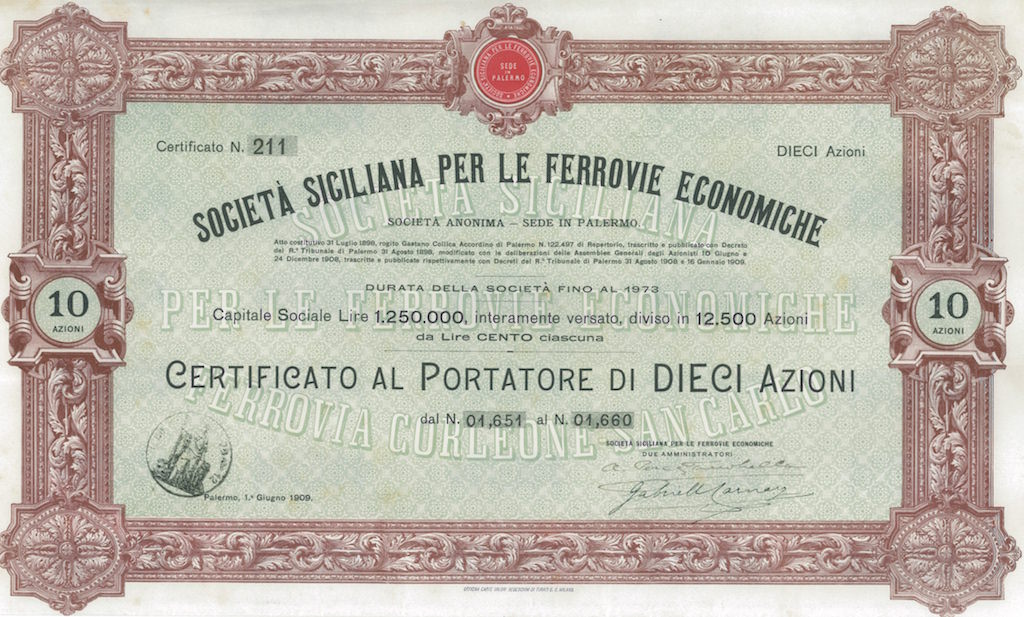 SOCIETÀ SICILIANA PER LE FERROVIE ECONOMICHE
SEDE
IN
PALERMO
Certificato N. 211
DIECI Azioni
SOCIETÀ SICILIANA PER LE FERROVIE ECONOMICHE
SOCIETÀ SICILIANA
SOCIETÀ ANONIMA – SEDE IN PALERMO.
Atto costitutivo 31 Luglio 1898, rogito Gaetano Collica Accordino di Palermo N. 122,497 di Repertorio, trascritto e pubblicato con Decreto
del R.° Tribunale di Palermo 31 Agosto 1898, modificato con le deliberazioni delle Assemblee Generali degli Azionisti 10 Giugno e
24 Dicembre 1908, trascritte e pubblicate rispettivamente con Decreti del R.° Tribunale di Palermo 31 Agosto 1908 e 16 Gennaio 1909.
DURATA DELLA SOCIETÀ FINO AL 1973
PER LE FERROVIE ECONOMICHE
10
AZIONI
10
AZIONI
Capitale Sociale Lire 1.250.000, interamente versato, diviso in 12.500 Azioni
da Lire CENTO ciascuna
CERTIFICATO AL PORTATORE DI DIECI AZIONI
FERROVIA CORLEONE-SAN CARLO
dal N. 01,651 al N. 01,660
SOCIETÀ SICILIANA PER LE FERROVIE ECONOMICHE
DUE AMMINISTRATORI
Palermo, 1.° Giugno 1909.